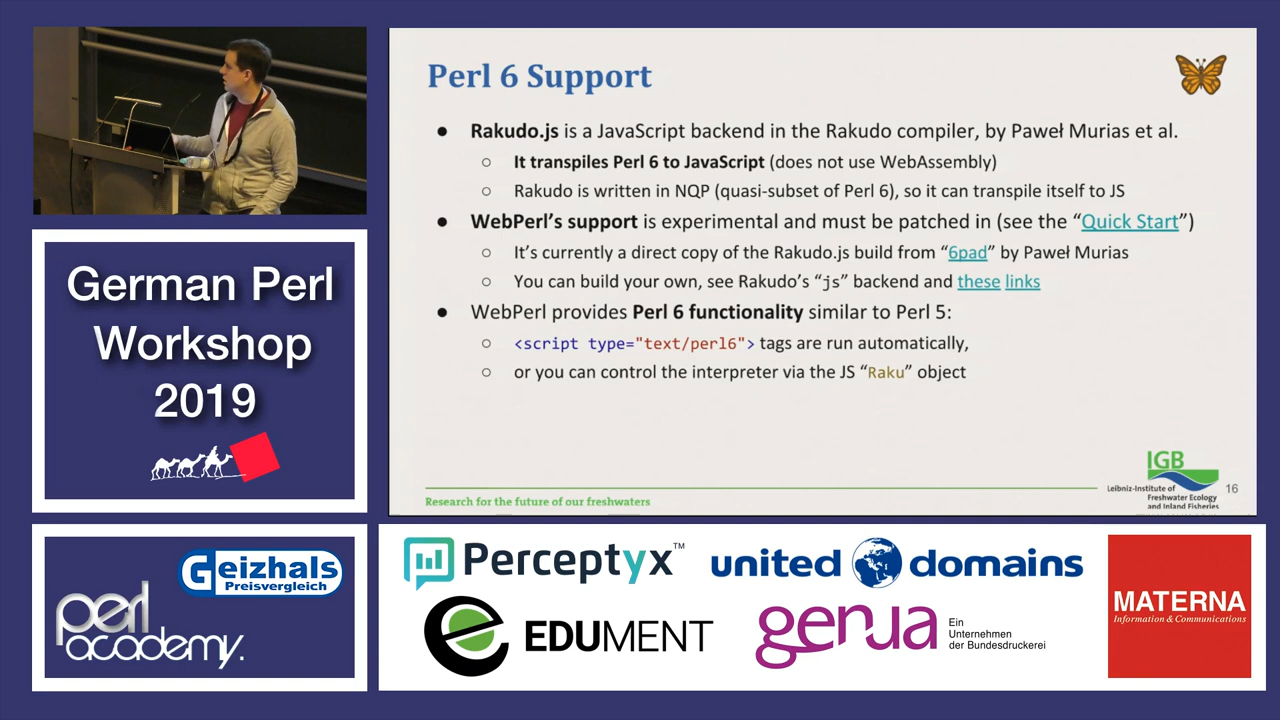 Perl 6 Support
● Rakudo.js is a JavaScript backend in the Rakudo compiler, by Paweł Murias et al.
○ It transpiles Perl 6 to JavaScript (does not use WebAssembly)
○ Rakudo is written in NQP (quasi-subset of Perl 6), so it can transpile itself to JS
● WebPerl’s support is experimental and must be patched in (see the “Quick Start”)
○ It’s currently a direct copy of the Rakudo.js build from “6pad” by Paweł Murias
○ You can build your own, see Rakudo’s “js” backend and these links
● WebPerl provides Perl 6 functionality similar to Perl 5:
○ <script type="text/perl6"> tags are run automatically,
○ or you can control the interpreter via the JS “Raku” object
Research for the future of our freshwaters
IGB
Leibniz-Institute of
Freshwater Ecology
and Inland Fisheries
16
German Perl
Workshop
2019
Geizhals
Preisvergleich
perl
academy.
Perceptyx™
united domains
EDUMENT
genua
Ein
Unternehmen
der Bundesdruckerei
MATERNA
Information & Communications